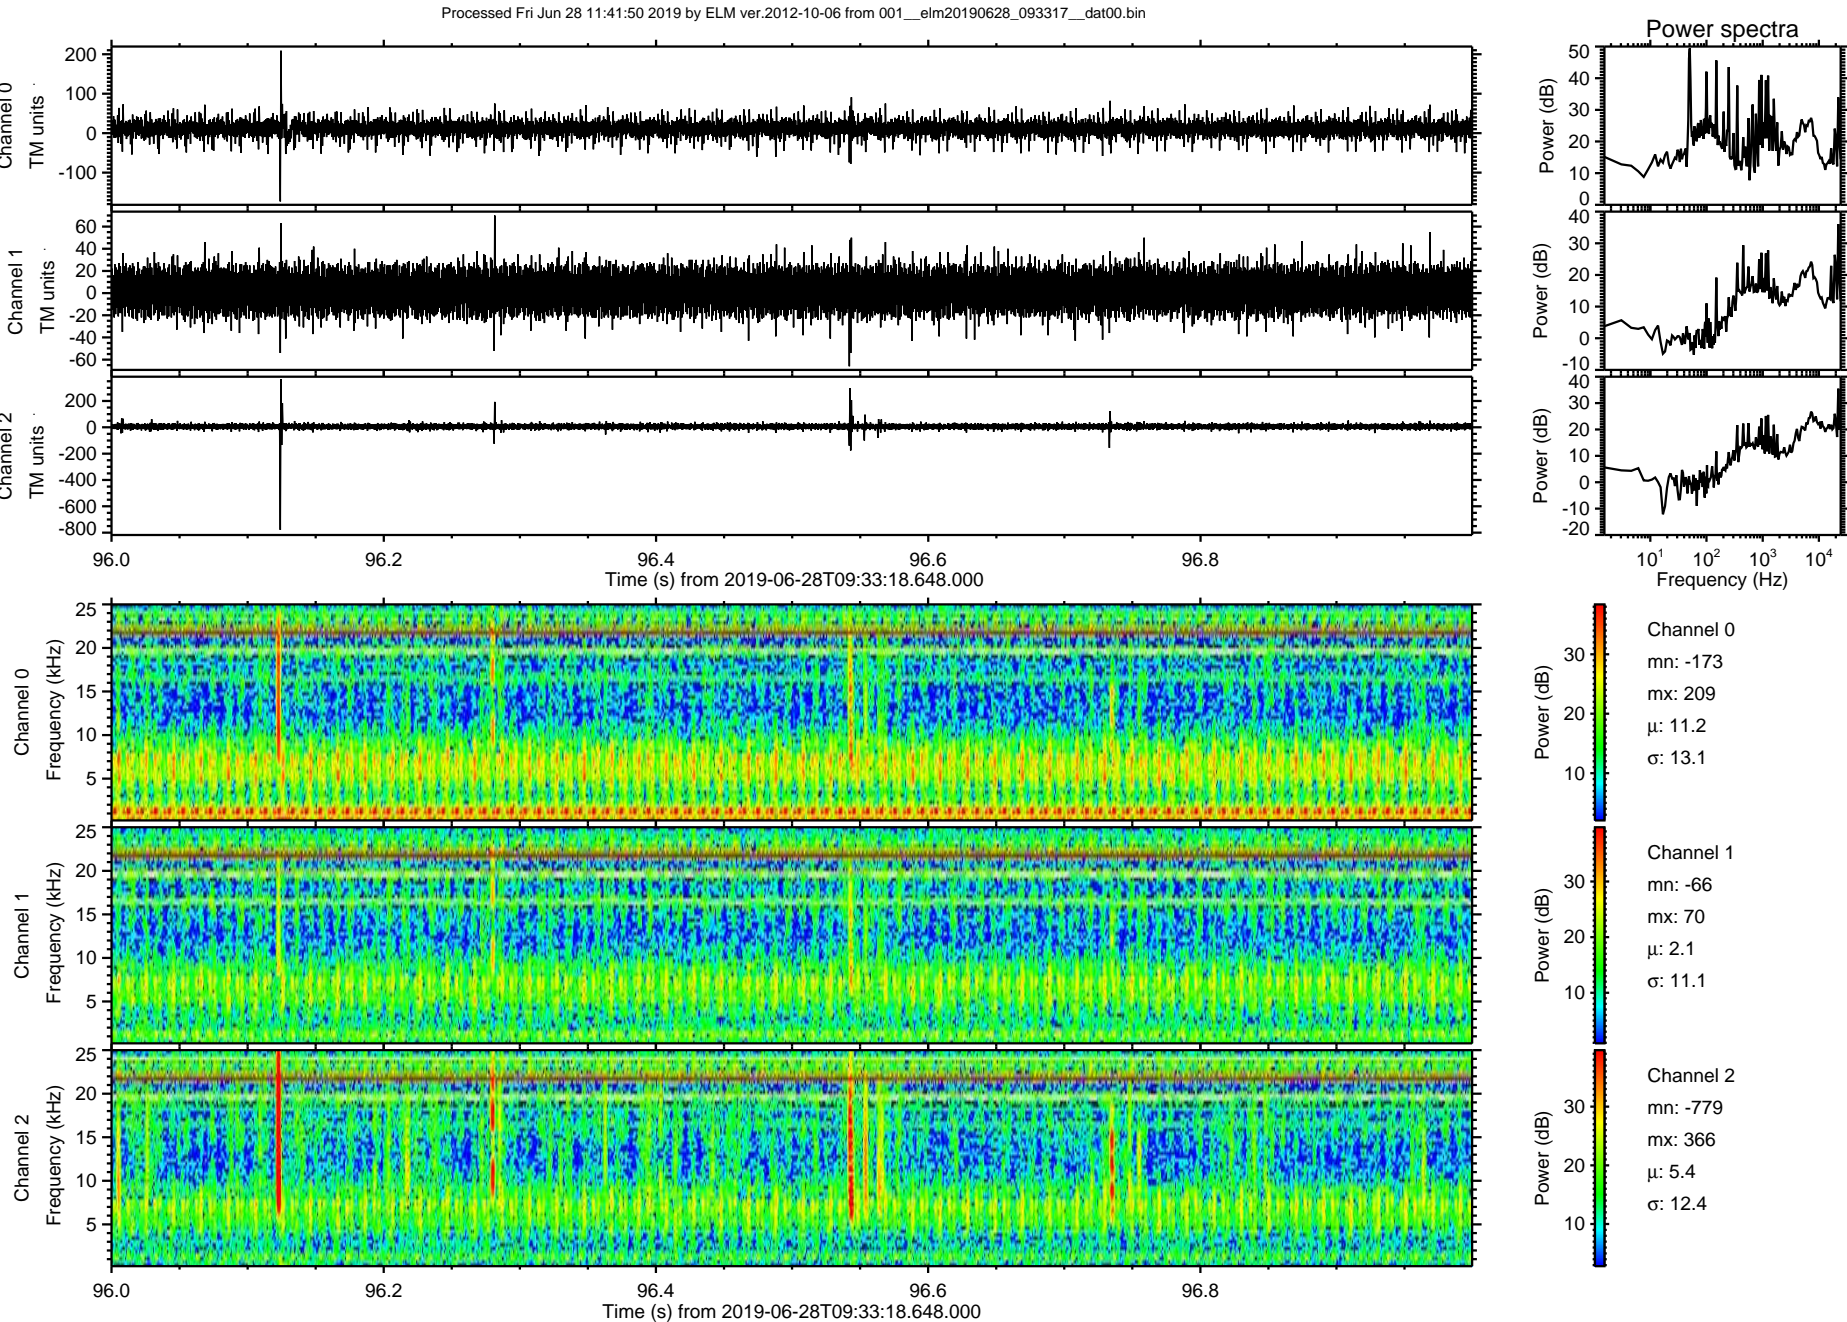 Processed Fri Jun 28 11:41:50 2019 by ELM ver.2012-10-06 from 001__elm20190628_093317__dat00.bin
Power spectra
Channel 0
TM units
200
100
0
-100
Power (dB)
50
40
30
20
10
0
Channel 1
TM units
60
40
20
0
-20
-40
-60
Power (dB)
40
30
20
10
0
-10
Channel 2
TM units
200
0
-200
-400
-600
-800
Power (dB)
40
30
20
10
0
-10
-20
96.0 96.2 96.4 96.6 96.8
Time (s) from 2019-06-28T09:33:18.648.000
10¹ 10² 10³ 10⁴
Frequency (Hz)
Channel 0
Frequency (kHz)
25
20
15
10
5
Power (dB)
30
20
10
Channel 0
mn: -173
mx: 209
μ: 11.2
σ: 13.1
Channel 1
Frequency (kHz)
25
20
15
10
5
Power (dB)
30
20
10
Channel 1
mn: -66
mx: 70
μ: 2.1
σ: 11.1
Channel 2
Frequency (kHz)
25
20
15
10
5
Power (dB)
30
20
10
Channel 2
mn: -779
mx: 366
μ: 5.4
σ: 12.4
96.0 96.2 96.4 96.6 96.8
Time (s) from 2019-06-28T09:33:18.648.000